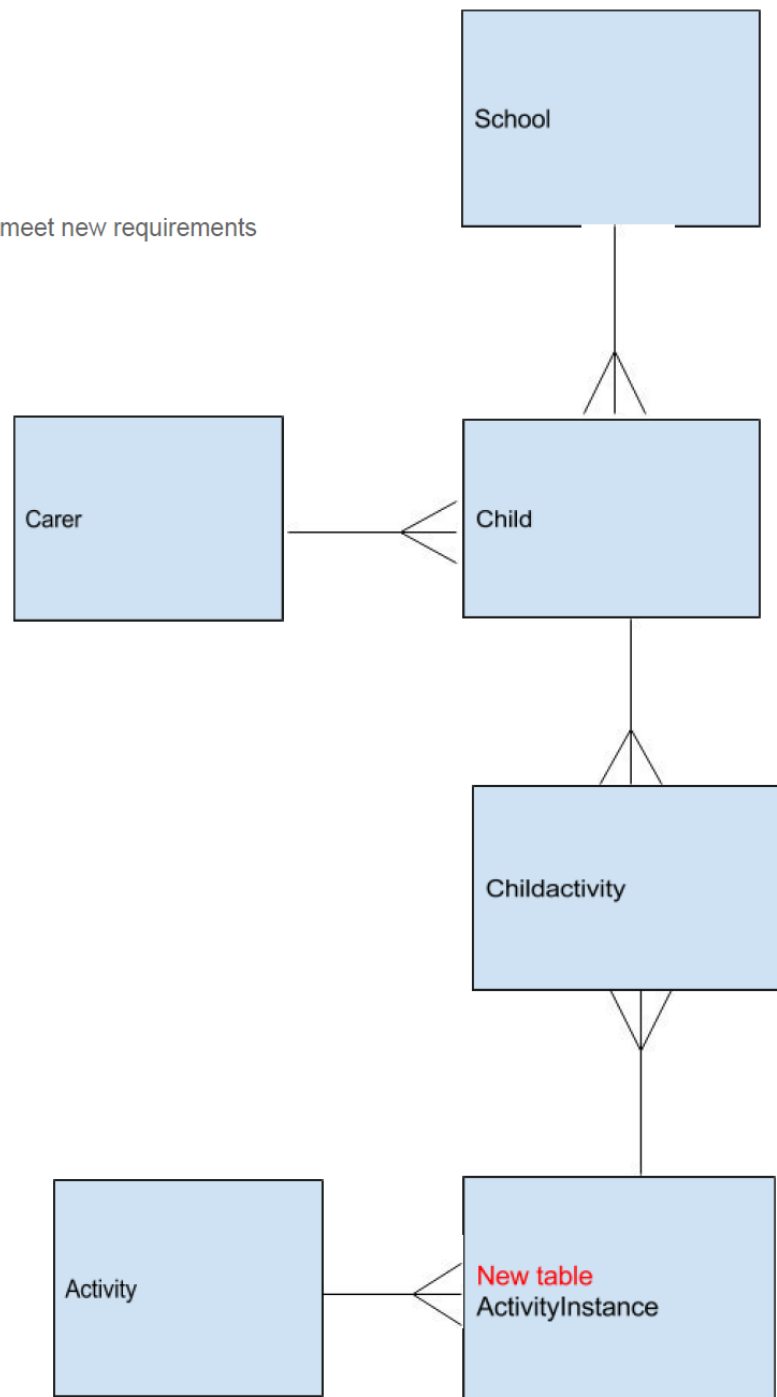 School
meet new requirements
Carer
Child
Childactivity
Activity
New table
ActivityInstance